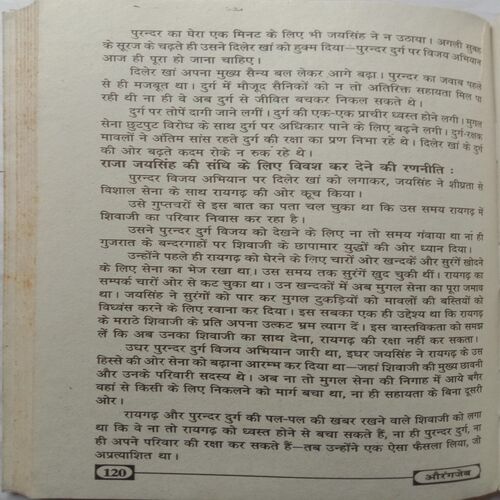 पुरन्दर का घेरा एक मिनट के लिए भी जयसिंह ने न उठाया। अगली सुबह
के सूरज के चढ़ते ही उसने दिलेर खां को हुक्म दिया—पुरन्दर दुर्ग पर विजय अभियान
आज ही पूरा हो जाना चाहिए।
दिलेर खां अपना मुख्य सैन्य बल लेकर आगे बढ़ा। पुरन्दर का जवाब पहले
से ही मजबूत था। दुर्ग में मौजूद सैनिकों को न तो अतिरिक्त सहायता मिल पा
रही थी ना ही वे अब दुर्ग से जीवित बचकर निकल सकते थे।
दुर्ग पर तोपें दागी जाने लगीं। दुर्ग की एक-एक प्राचीर ध्वस्त होने लगी। मुगल
सेना छुटपुट विरोध के साथ दुर्ग पर अधिकार पाने के लिए बढ़ने लगी। दुर्ग-रक्षक
मावलों ने अंतिम सांस रहते दुर्ग की रक्षा का प्रण निभा रहे थे। दिलेर खां के दुर्ग
की ओर बढ़ते कदम रोके न रुक रहे थे।
राजा जयसिंह की संधि के लिए विवश कर देने की रणनीति :
पुरन्दर विजय अभियान पर दिलेर खां को लगाकर, जयसिंह ने शीघ्रता से
विशाल सेना के साथ रायगढ़ की ओर कूच किया।
उसे गुप्तचरों से इस बात का पता चल चुका था कि उस समय रायगढ़ में
शिवाजी का परिवार निवास कर रहा है।
उसने पुरन्दर दुर्ग विजय को देखने के लिए ना तो समय गंवाया था ना ही
गुजरात के बन्दरगाहों पर शिवाजी के छापामार युद्धों की ओर ध्यान दिया।
उन्होंने पहले ही रायगढ़ को घेरने के लिए चारों ओर खन्दकें और सुरंगें खोदने
के लिए सेना का भेज रखा था। उस समय तक सुरंगें खुद चुकी थीं। रायगढ़ का
सम्पर्क चारों ओर से कट चुका था। उन खन्दकों में अब मुगल सेना का पूरा जमाव
था। जयसिंह ने सुरंगों को पार कर मुगल टुकड़ियों को मावलों की बस्तियों को
विध्वंस करने के लिए रवाना कर दिया। इस सबका एक ही उद्देश्य था कि रायगढ़
के मराठे शिवाजी के प्रति अपना उत्कट भ्रम त्याग दें। इस वास्तविकता को समझ
लें कि अब उनका शिवाजी का साथ देना, रायगढ़ की रक्षा नहीं कर सकता।
उधर पुरन्दर दुर्ग विजय अभियान जारी था, इधर जयसिंह ने रायगढ़ के उस
हिस्से की ओर सेना को बढ़ाना आरम्भ कर दिया था—जहां शिवाजी की मुख्य छावनी
और उनके परिवारी सदस्य थे। अब ना तो मुगल सेना की निगाह में आये बगैर
वहां से किसी के लिए निकलने को मार्ग बचा था, ना ही सहायता के बिना दूसरी
ओर।
रायगढ़ और पुरन्दर दुर्ग की पल-पल की खबर रखने वाले शिवाजी को लगा
था कि वे ना तो रायगढ़ को ध्वस्त होने से बचा सकते हैं, ना ही पुरन्दर दुर्ग, ना
ही अपने परिवार की रक्षा कर सकते हैं—तब उन्होंने एक ऐसा फैसला लिया, जो
अप्रत्याशित था।
120
औरंगजेब